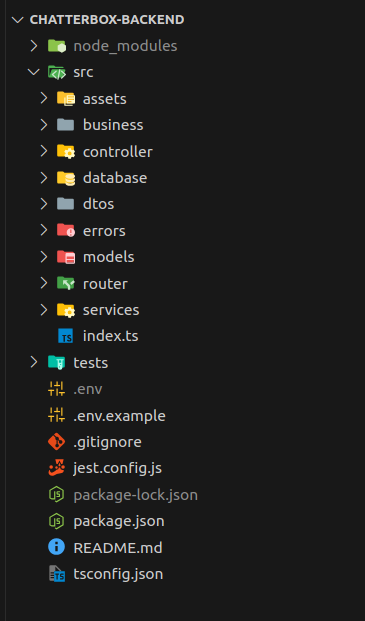 CHATTERBOX-BACKEND
node_modules
src
assets
business
controller
database
dtos
errors
models
router
services
TS index.ts
tests
.env
.env.example
.gitignore
jest.config.js
JS package-lock.json
JS package.json
README.md
TS tsconfig.json